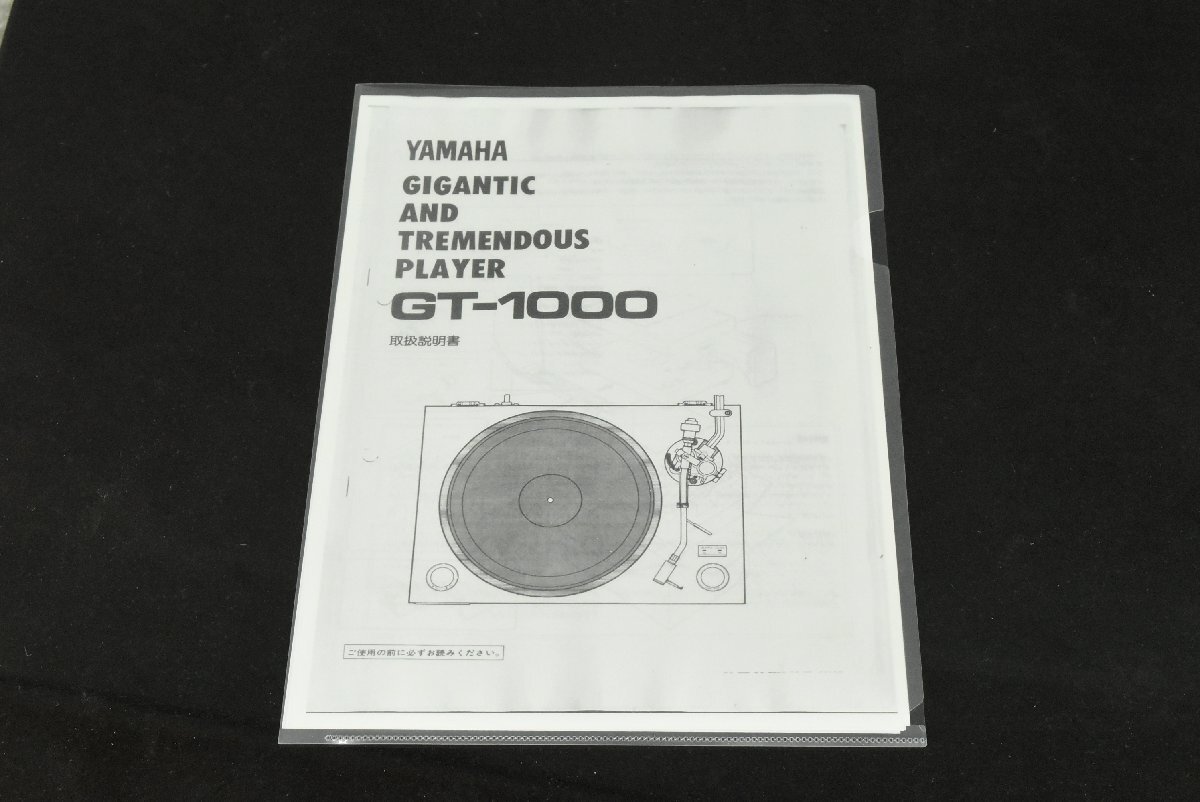 YAMAHA
GIGANTIC
AND
TREMENDOUS
PLAYER
GT-1000
取扱説明書
ご使用の前に必ずお読みください。